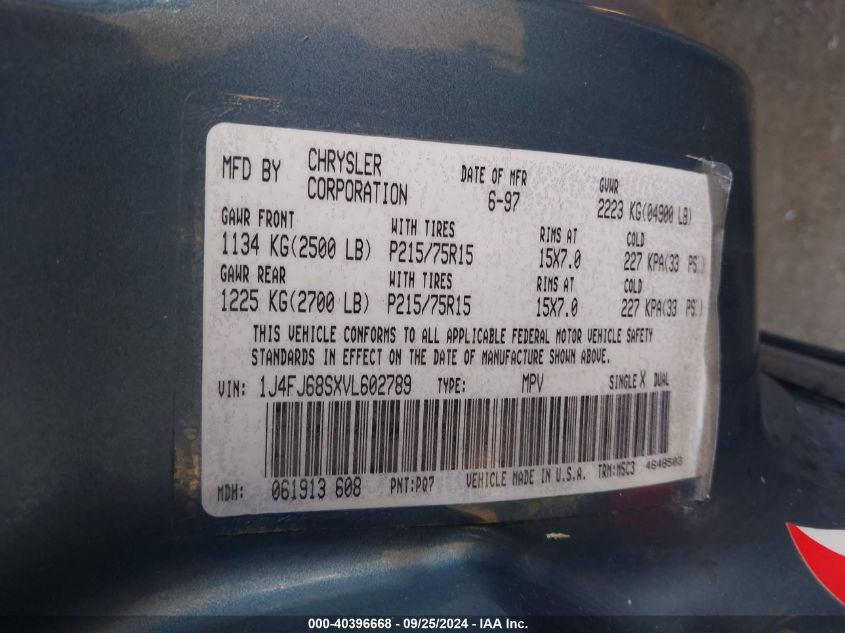 MFD BY CHRYSLER CORPORATION DATE OF MFR 6-97 GVWR 2223 KG(04900 LB)
GAWR FRONT WITH TIRES RIMS AT COLD
1134 KG(2500 LB) P215/75R15 15X7.0 227 KPA(33 PSI)
GAWR REAR WITH TIRES RIMS AT COLD
1225 KG(2700 LB) P215/75R15 15X7.0 227 KPA(33 PSI)
THIS VEHICLE CONFORMS TO ALL APPLICABLE FEDERAL MOTOR VEHICLE SAFETY
STANDARDS IN EFFECT ON THE DATE OF MANUFACTURE SHOWN ABOVE.
VIN: 1J4FJ68SXVL602789 TYPE: MPV SINGLE X DUAL
MDH: 061913 608 PNT:PQ7 VEHICLE MADE IN U.S.A. TRM:MSC3 4648503
000-40396668 - 09/25/2024 - IAA Inc.